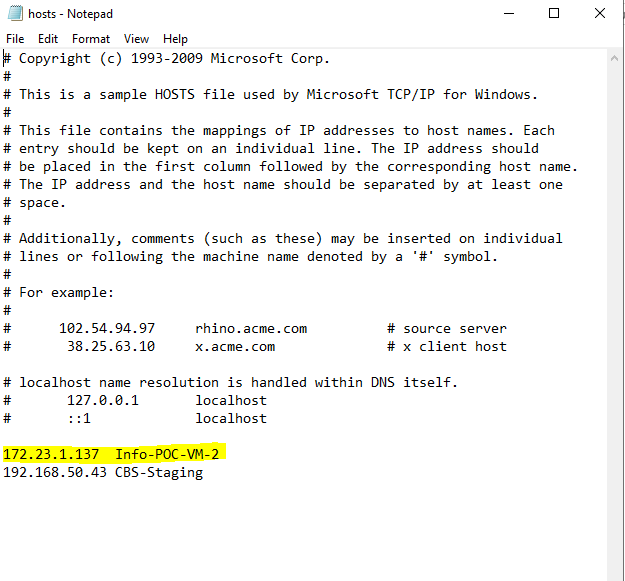 hosts - Notepad
File Edit Format View Help
# Copyright (c) 1993-2009 Microsoft Corp.
#
# This is a sample HOSTS file used by Microsoft TCP/IP for Windows.
#
# This file contains the mappings of IP addresses to host names. Each
# entry should be kept on an individual line. The IP address should
# be placed in the first column followed by the corresponding host name.
# The IP address and the host name should be separated by at least one
# space.
#
# Additionally, comments (such as these) may be inserted on individual
# lines or following the machine name denoted by a '#' symbol.
#
# For example:
#
#      102.54.94.97     rhino.acme.com          # source server
#       38.25.63.10     x.acme.com              # x client host

# localhost name resolution is handled within DNS itself.
#       127.0.0.1       localhost
#       ::1             localhost

172.23.1.137  Info-POC-VM-2
192.168.50.43 CBS-Staging